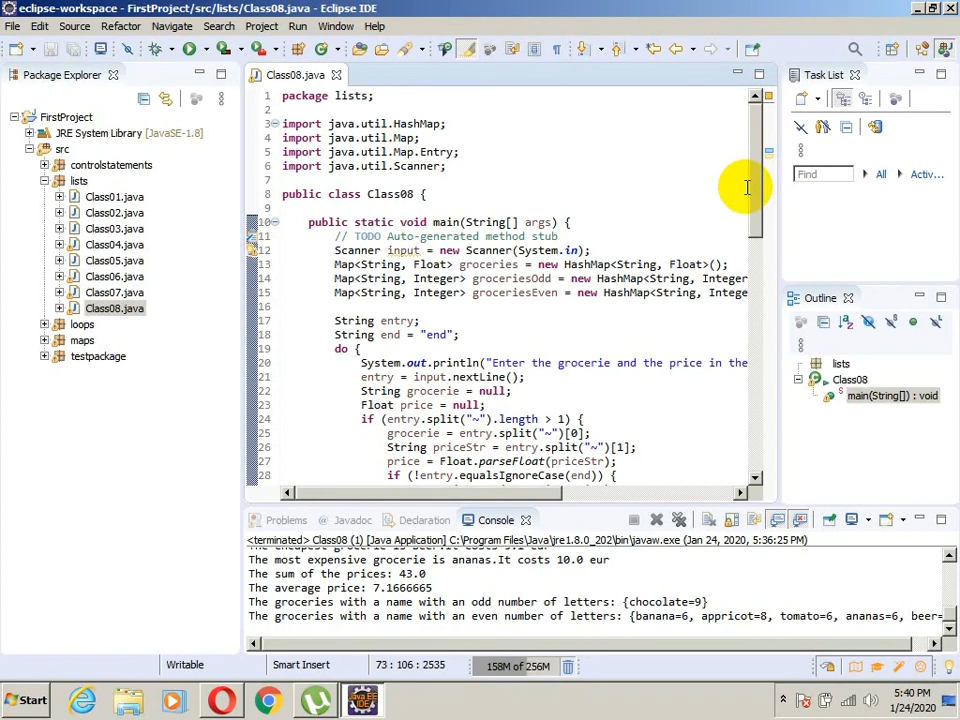 eclipse-workspace - FirstProject/src/lists/Class08.java - Eclipse IDE
File Edit Source Refactor Navigate Search Project Run Window Help
Package Explorer
FirstProject
JRE System Library [JavaSE-1.8]
src
controlstatements
lists
Class01.java
Class02.java
Class03.java
Class04.java
Class05.java
Class06.java
Class07.java
Class08.java
loops
maps
testpackage
Class08.java
1 package lists;
2
3 import java.util.HashMap;
4 import java.util.Map;
5 import java.util.Map.Entry;
6 import java.util.Scanner;
7
8 public class Class08 {
9
10 public static void main(String[] args) {
11 // TODO Auto-generated method stub
12 Scanner input = new Scanner(System.in);
13 Map<String, Float> groceries = new HashMap<String, Float>();
14 Map<String, Integer> groceriesOdd = new HashMap<String, Integer
15 Map<String, Integer> groceriesEven = new HashMap<String, Intege
16
17 String entry;
18 String end = "end";
19 do {
20 System.out.println("Enter the grocerie and the price in the
21 entry = input.nextLine();
22 String grocerie = null;
23 Float price = null;
24 if (entry.split("~").length > 1) {
25 grocerie = entry.split("~")[0];
26 String priceStr = entry.split("~")[1];
27 price = Float.parseFloat(priceStr);
28 if (!entry.equalsIgnoreCase(end)) {
Task List
Find All Activ...
Outline
lists
Class08
main(String[]) : void
Problems Javadoc Declaration Console
<terminated> Class08 (1) [Java Application] C:\Program Files\Java\jre1.8.0_202\bin\javaw.exe (Jan 24, 2020, 5:36:25 PM)
The most expensive grocerie is ananas.It costs 10.0 eur
The sum of the prices: 43.0
The average price: 7.1666665
The groceries with a name with an odd number of letters: {chocolate=9}
The groceries with a name with an even number of letters: {banana=6, appricot=8, tomato=6, ananas=6, beer=
Writable Smart Insert 73 : 106 : 2535 158M of 256M
Start Java EE IDE 5:40 PM
1/24/2020